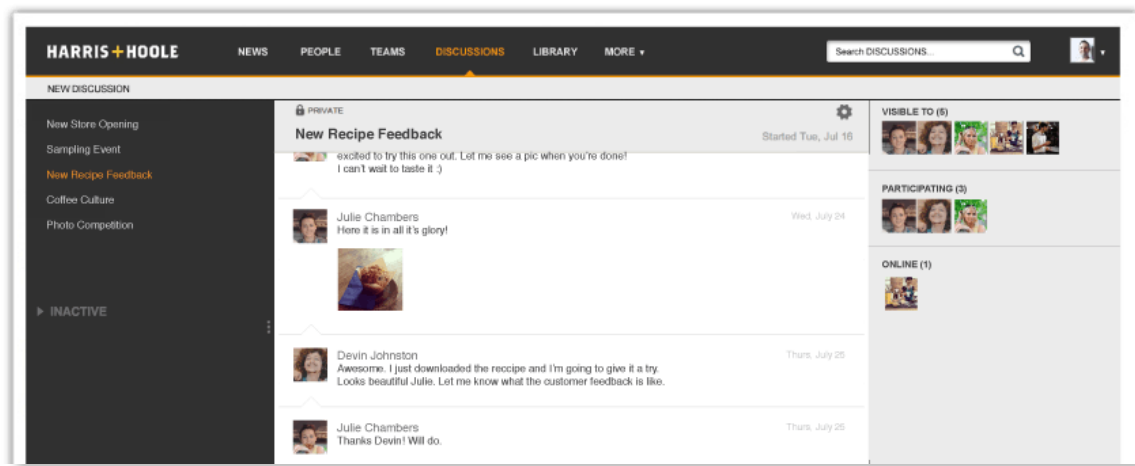 HARRIS+HOOLE
NEWS PEOPLE TEAMS DISCUSSIONS LIBRARY MORE ▾
Search DISCUSSIONS...
NEW DISCUSSION
New Store Opening
Sampling Event
New Recipe Feedback
Coffee Culture
Photo Competition
INACTIVE
PRIVATE
New Recipe Feedback
Started Tue, Jul 16
excited to try this one out. Let me see a pic when you're done!
I can't wait to taste it :)
Julie Chambers
Wed, July 24
Here it is in all it's glory!
Devin Johnston
Thurs, July 25
Awesome. I just downloaded the reccipe and I'm going to give it a try.
Looks beautiful Julie. Let me know what the customer feedback is like.
Julie Chambers
Thurs, July 25
Thanks Devin! Will do.
VISIBLE TO (5)
PARTICIPATING (3)
ONLINE (1)